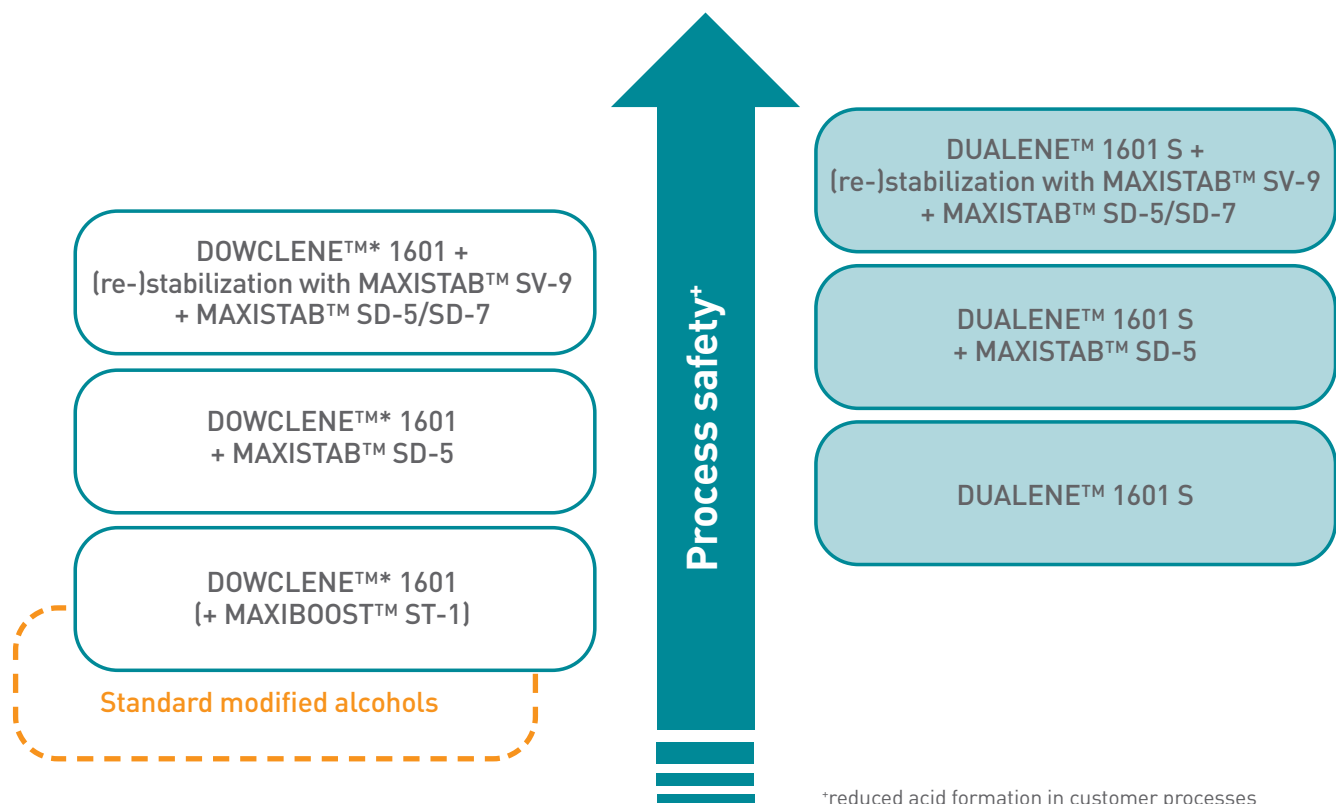 DOWCLENE™* 1601 +
(re-)stabilization with MAXISTAB™ SV-9
+ MAXISTAB™ SD-5/SD-7
DOWCLENE™* 1601
+ MAXISTAB™ SD-5
DOWCLENE™* 1601
(+ MAXIBOOST™ ST-1)
Standard modified alcohols
Process safety⁺
DUALENE™ 1601 S +
(re-)stabilization with MAXISTAB™ SV-9
+ MAXISTAB™ SD-5/SD-7
DUALENE™ 1601 S
+ MAXISTAB™ SD-5
DUALENE™ 1601 S
⁺reduced acid formation in customer processes